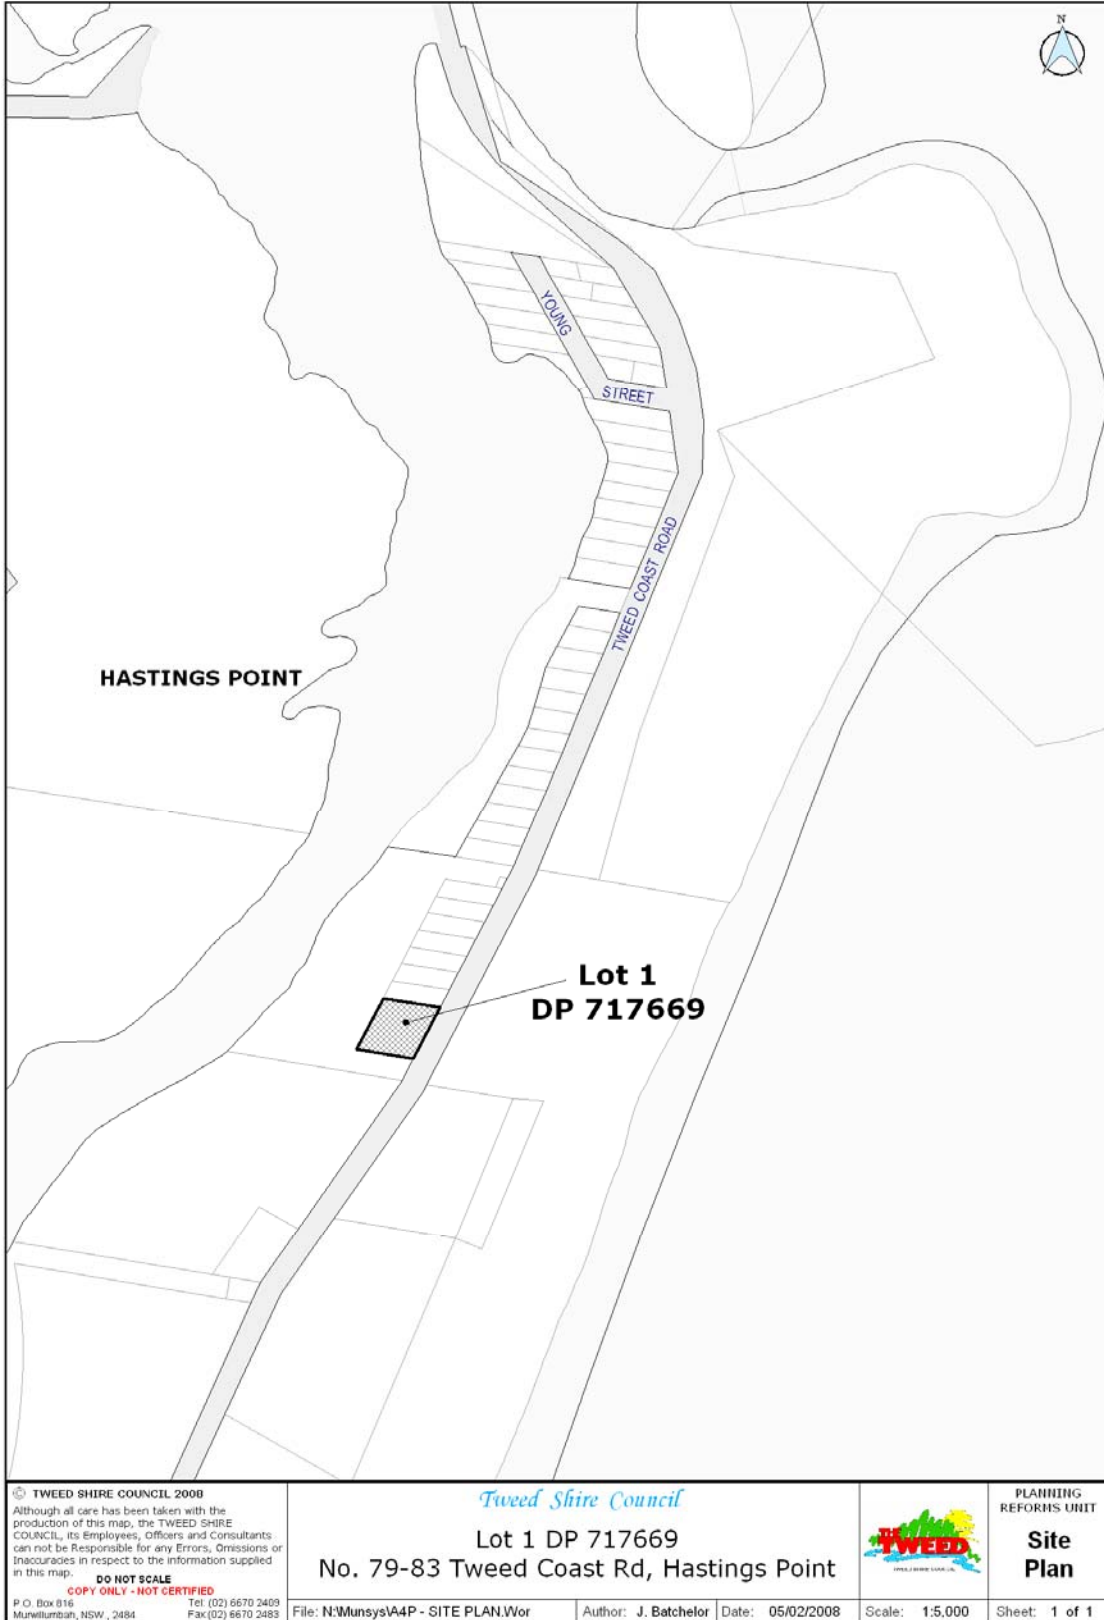 N
YOUNG
STREET
TWEED COAST ROAD
HASTINGS POINT
Lot 1
DP 717669
© TWEED SHIRE COUNCIL 2008
Although all care has been taken with the
production of this map, the TWEED SHIRE
COUNCIL, its Employees, Officers and Consultants
can not be Responsible for any Errors, Omissions or
Inaccuracies in respect to the information supplied
in this map.
DO NOT SCALE
COPY ONLY - NOT CERTIFIED
P.O. Box 816
Murwillumbah, NSW , 2484
Tel: (02) 6670 2409
Fax:(02) 6670 2483
Tweed Shire Council
Lot 1 DP 717669
No. 79-83 Tweed Coast Rd, Hastings Point
File: N:\Munsys\A4P - SITE PLAN.Wor
Author: J. Batchelor
Date: 05/02/2008
THE
TWEED
TWEED SHIRE COUNCIL
Scale: 1:5,000
PLANNING
REFORMS UNIT
Site
Plan
Sheet: 1 of 1